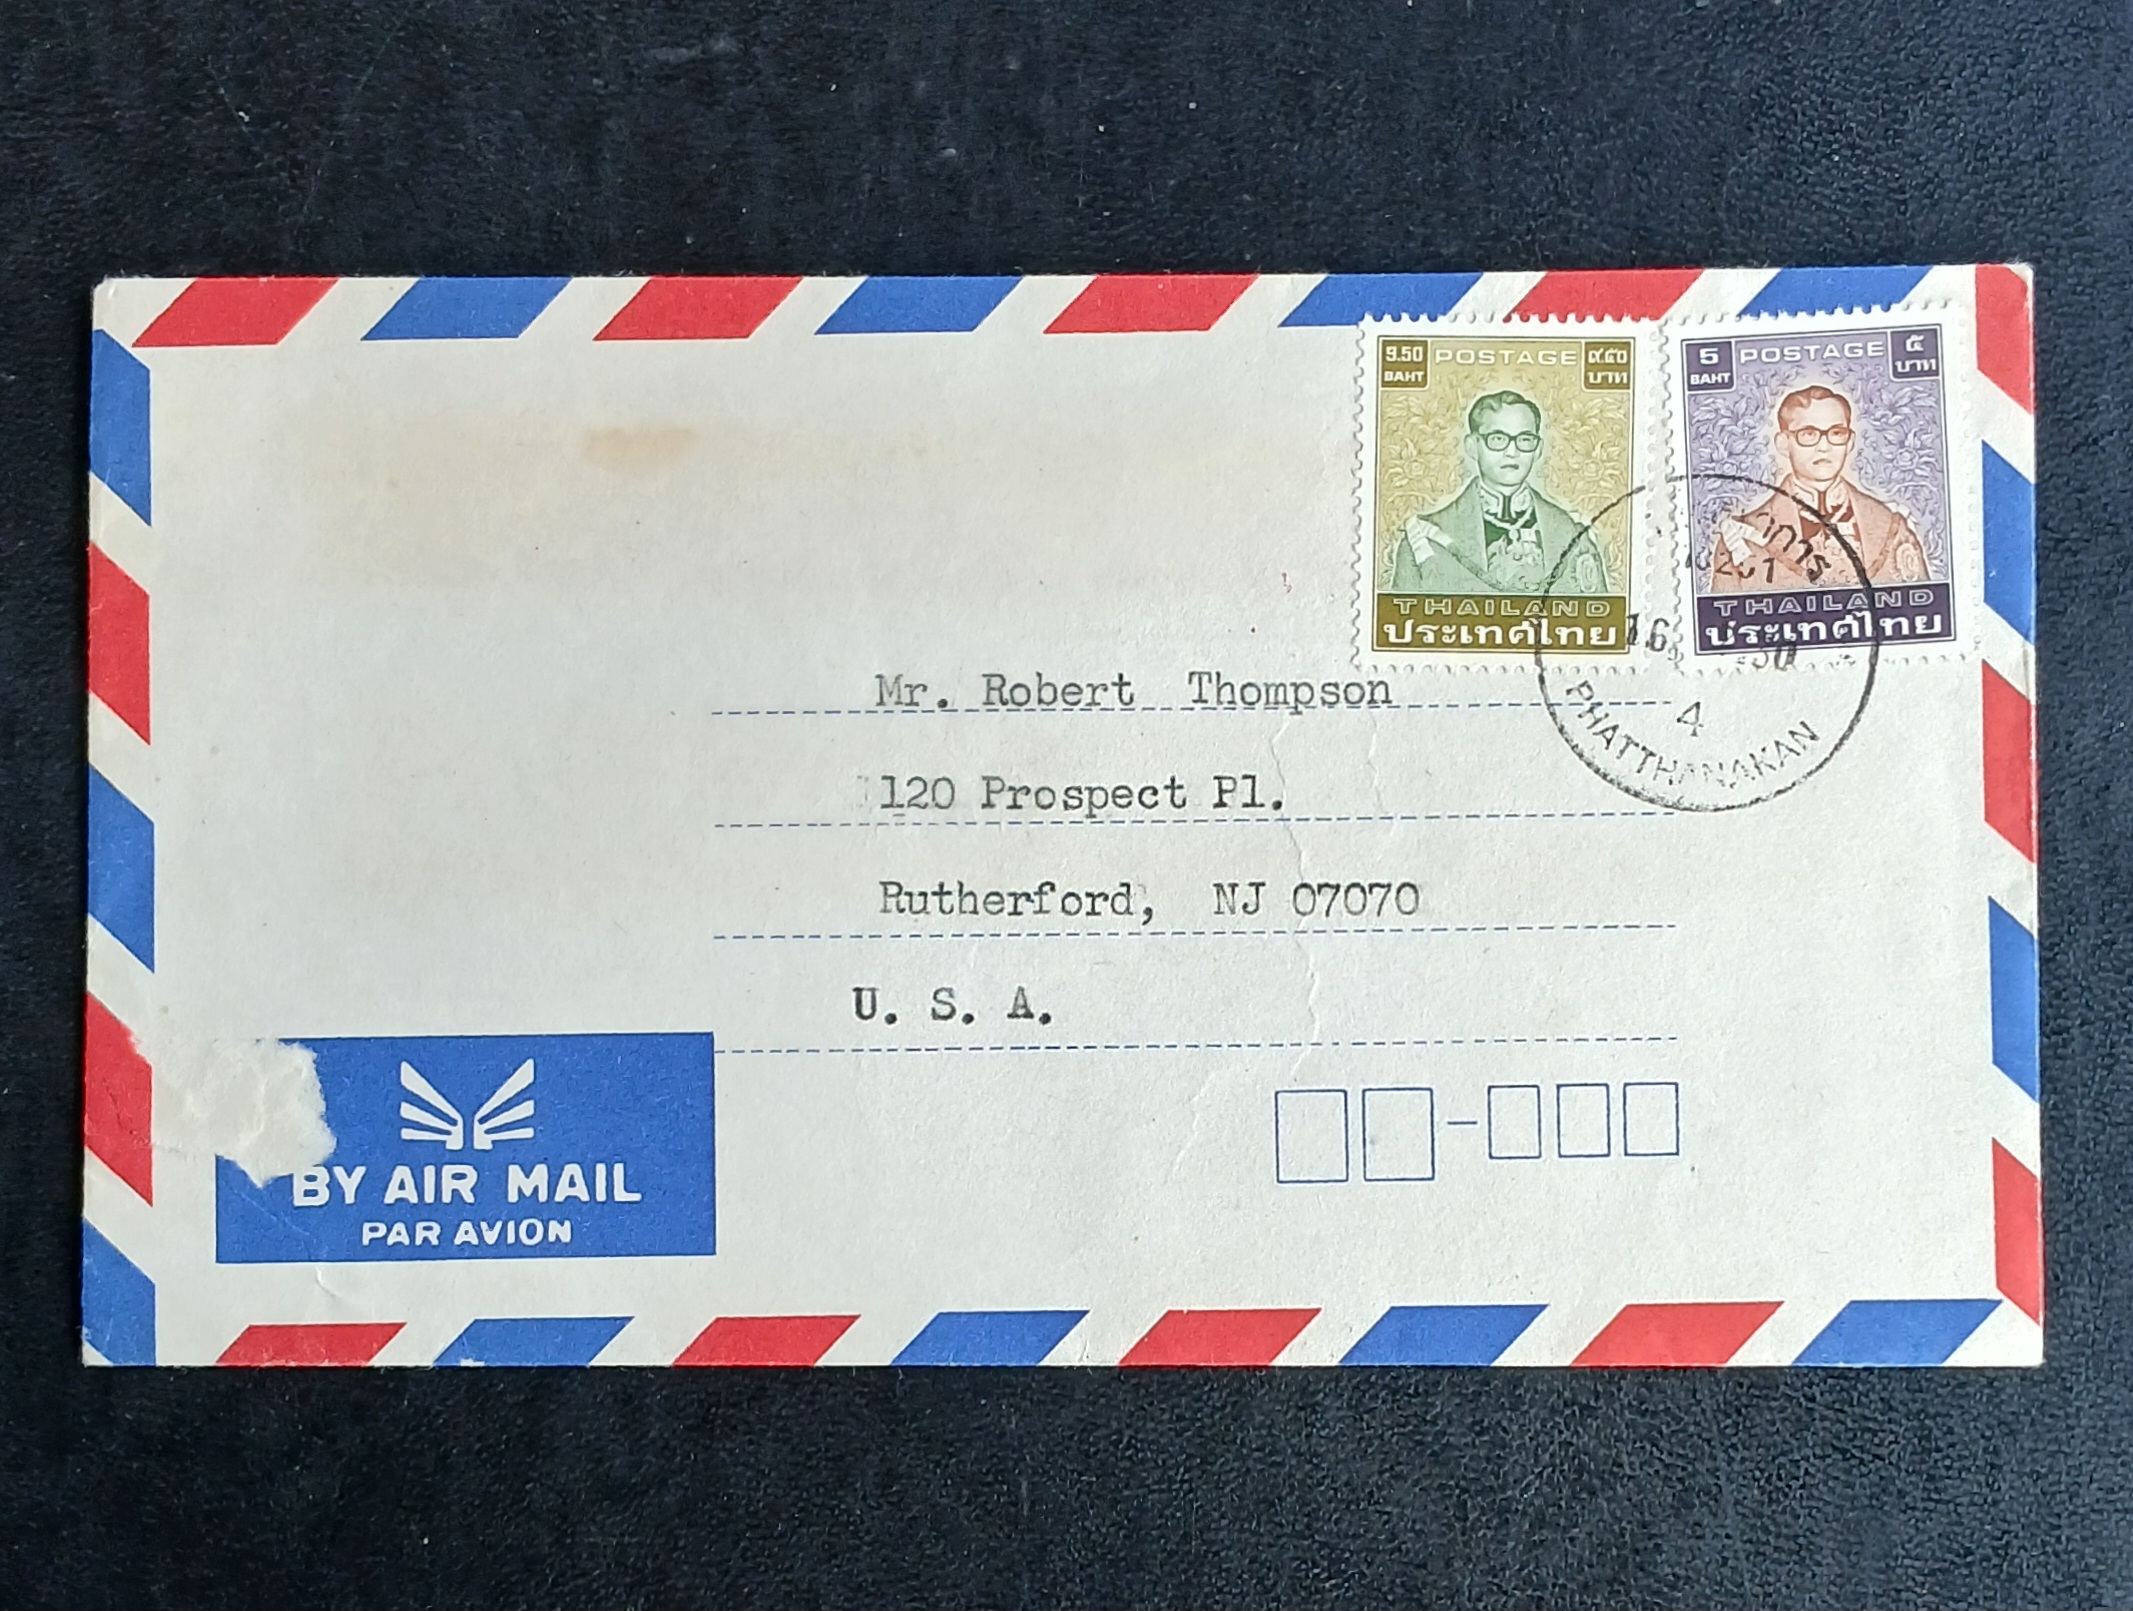 9.50 POSTAGE ๙.๕๐
BAHT บาท
THAILAND
ประเทศไทย
5 POSTAGE ๕
BAHT บาท
THAILAND
ประเทศไทย
16
4
PHATTHANAKAN
Mr. Robert Thompson
120 Prospect Pl.
Rutherford, NJ 07070
U. S. A.
BY AIR MAIL
PAR AVION